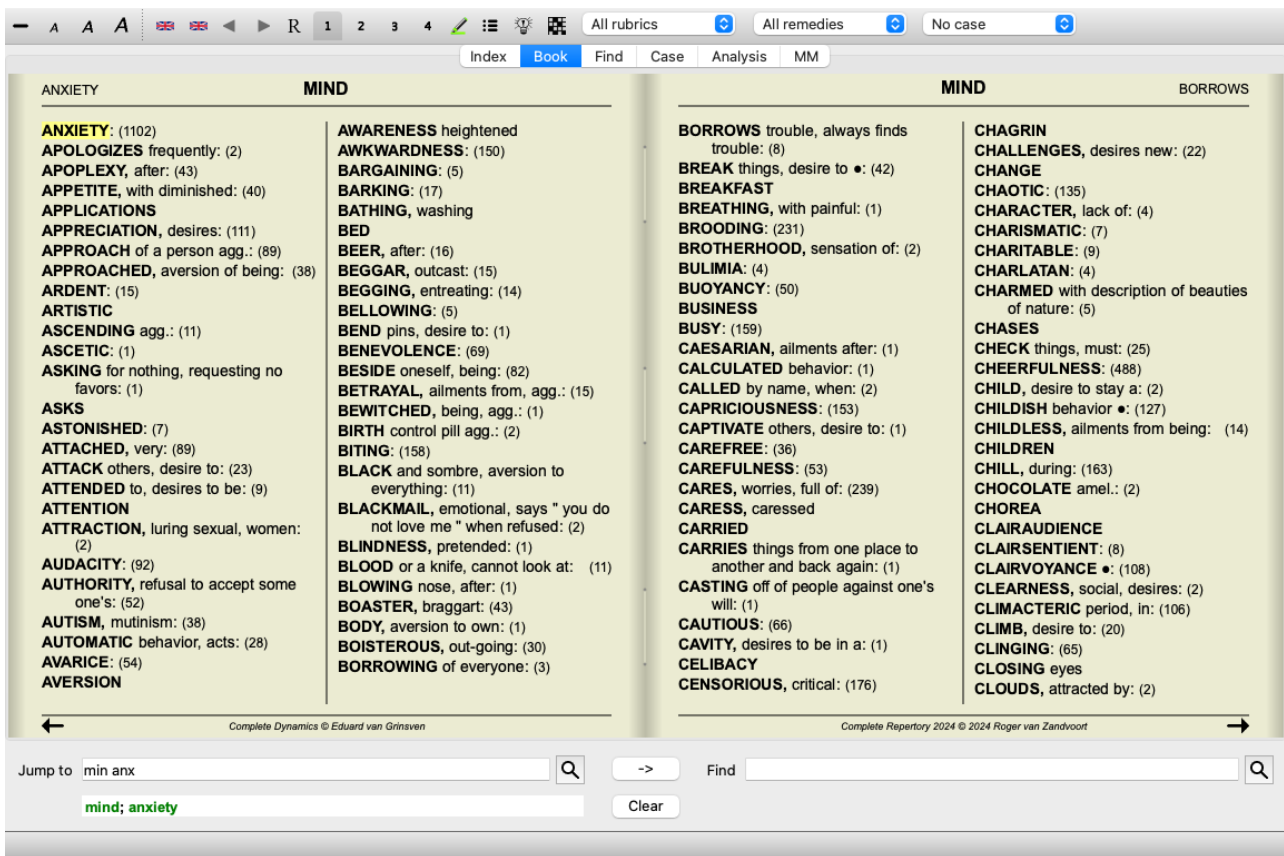 A A A R 1 2 3 4 All rubrics All remedies No case
Index Book Find Case Analysis MM
ANXIETY MIND
ANXIETY: (1102)
APOLOGIZES frequently: (2)
APOPLEXY, after: (43)
APPETITE, with diminished: (40)
APPLICATIONS
APPRECIATION, desires: (111)
APPROACH of a person agg.: (89)
APPROACHED, aversion of being: (38)
ARDENT: (15)
ARTISTIC
ASCENDING agg.: (11)
ASCETIC: (1)
ASKING for nothing, requesting no
favors: (1)
ASKS
ASTONISHED: (7)
ATTACHED, very: (89)
ATTACK others, desire to: (23)
ATTENDED to, desires to be: (9)
ATTENTION
ATTRACTION, luring sexual, women:
(2)
AUDACITY: (92)
AUTHORITY, refusal to accept some
one's: (52)
AUTISM, mutinism: (38)
AUTOMATIC behavior, acts: (28)
AVARICE: (54)
AVERSION
AWARENESS heightened
AWKWARDNESS: (150)
BARGAINING: (5)
BARKING: (17)
BATHING, washing
BED
BEER, after: (16)
BEGGAR, outcast: (15)
BEGGING, entreating: (14)
BELLOWING: (5)
BEND pins, desire to: (1)
BENEVOLENCE: (69)
BESIDE oneself, being: (82)
BETRAYAL, ailments from, agg.: (15)
BEWITCHED, being, agg.: (1)
BIRTH control pill agg.: (2)
BITING: (158)
BLACK and sombre, aversion to
everything: (11)
BLACKMAIL, emotional, says " you do
not love me " when refused: (2)
BLINDNESS, pretended: (1)
BLOOD or a knife, cannot look at: (11)
BLOWING nose, after: (1)
BOASTER, braggart: (43)
BODY, aversion to own: (1)
BOISTEROUS, out-going: (30)
BORROWING of everyone: (3)
Complete Dynamics © Eduard van Grinsven
MIND BORROWS
BORROWS trouble, always finds
trouble: (8)
BREAK things, desire to ●: (42)
BREAKFAST
BREATHING, with painful: (1)
BROODING: (231)
BROTHERHOOD, sensation of: (2)
BULIMIA: (4)
BUOYANCY: (50)
BUSINESS
BUSY: (159)
CAESARIAN, ailments after: (1)
CALCULATED behavior: (1)
CALLED by name, when: (2)
CAPRICIOUSNESS: (153)
CAPTIVATE others, desire to: (1)
CAREFREE: (36)
CAREFULNESS: (53)
CARES, worries, full of: (239)
CARESS, caressed
CARRIED
CARRIES things from one place to
another and back again: (1)
CASTING off of people against one's
will: (1)
CAUTIOUS: (66)
CAVITY, desires to be in a: (1)
CELIBACY
CENSORIOUS, critical: (176)
CHAGRIN
CHALLENGES, desires new: (22)
CHANGE
CHAOTIC: (135)
CHARACTER, lack of: (4)
CHARISMATIC: (7)
CHARITABLE: (9)
CHARLATAN: (4)
CHARMED with description of beauties
of nature: (5)
CHASES
CHECK things, must: (25)
CHEERFULNESS: (488)
CHILD, desire to stay a: (2)
CHILDISH behavior ●: (127)
CHILDLESS, ailments from being: (14)
CHILDREN
CHILL, during: (163)
CHOCOLATE amel.: (2)
CHOREA
CLAIRAUDIENCE
CLAIRSENTIENT: (8)
CLAIRVOYANCE ●: (108)
CLEARNESS, social, desires: (2)
CLIMACTERIC period, in: (106)
CLIMB, desire to: (20)
CLINGING: (65)
CLOSING eyes
CLOUDS, attracted by: (2)
Complete Repertory 2024 © 2024 Roger van Zandvoort
Jump to min anx -> Find
mind; anxiety Clear